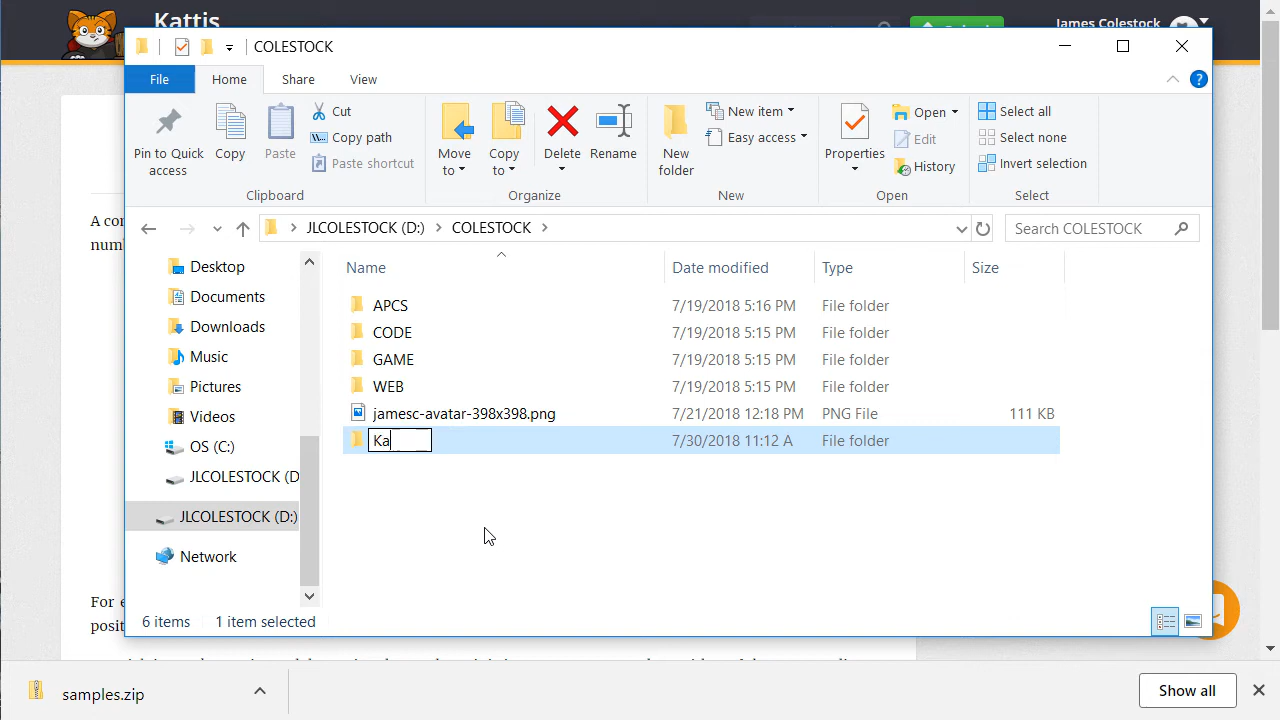 Kattis
James Colestock
COLESTOCK
File
Home
Share
View
Pin to Quick access
Copy
Paste
Cut
Copy path
Paste shortcut
Clipboard
Move to
Copy to
Delete
Rename
Organize
New folder
New item
Easy access
New
Properties
Open
Edit
History
Open
Select all
Select none
Invert selection
Select
JLCOLESTOCK (D:)
COLESTOCK
Search COLESTOCK
Desktop
Documents
Downloads
Music
Pictures
Videos
OS (C:)
JLCOLESTOCK (D
JLCOLESTOCK (D:)
Network
Name Date modified Type Size
APCS 7/19/2018 5:16 PM File folder
CODE 7/19/2018 5:15 PM File folder
GAME 7/19/2018 5:15 PM File folder
WEB 7/19/2018 5:15 PM File folder
jamesc-avatar-398x398.png 7/21/2018 12:18 PM PNG File 111 KB
Ka 7/30/2018 11:12 A File folder
6 items 1 item selected
A cor
numb
For e
posit
samples.zip
Show all